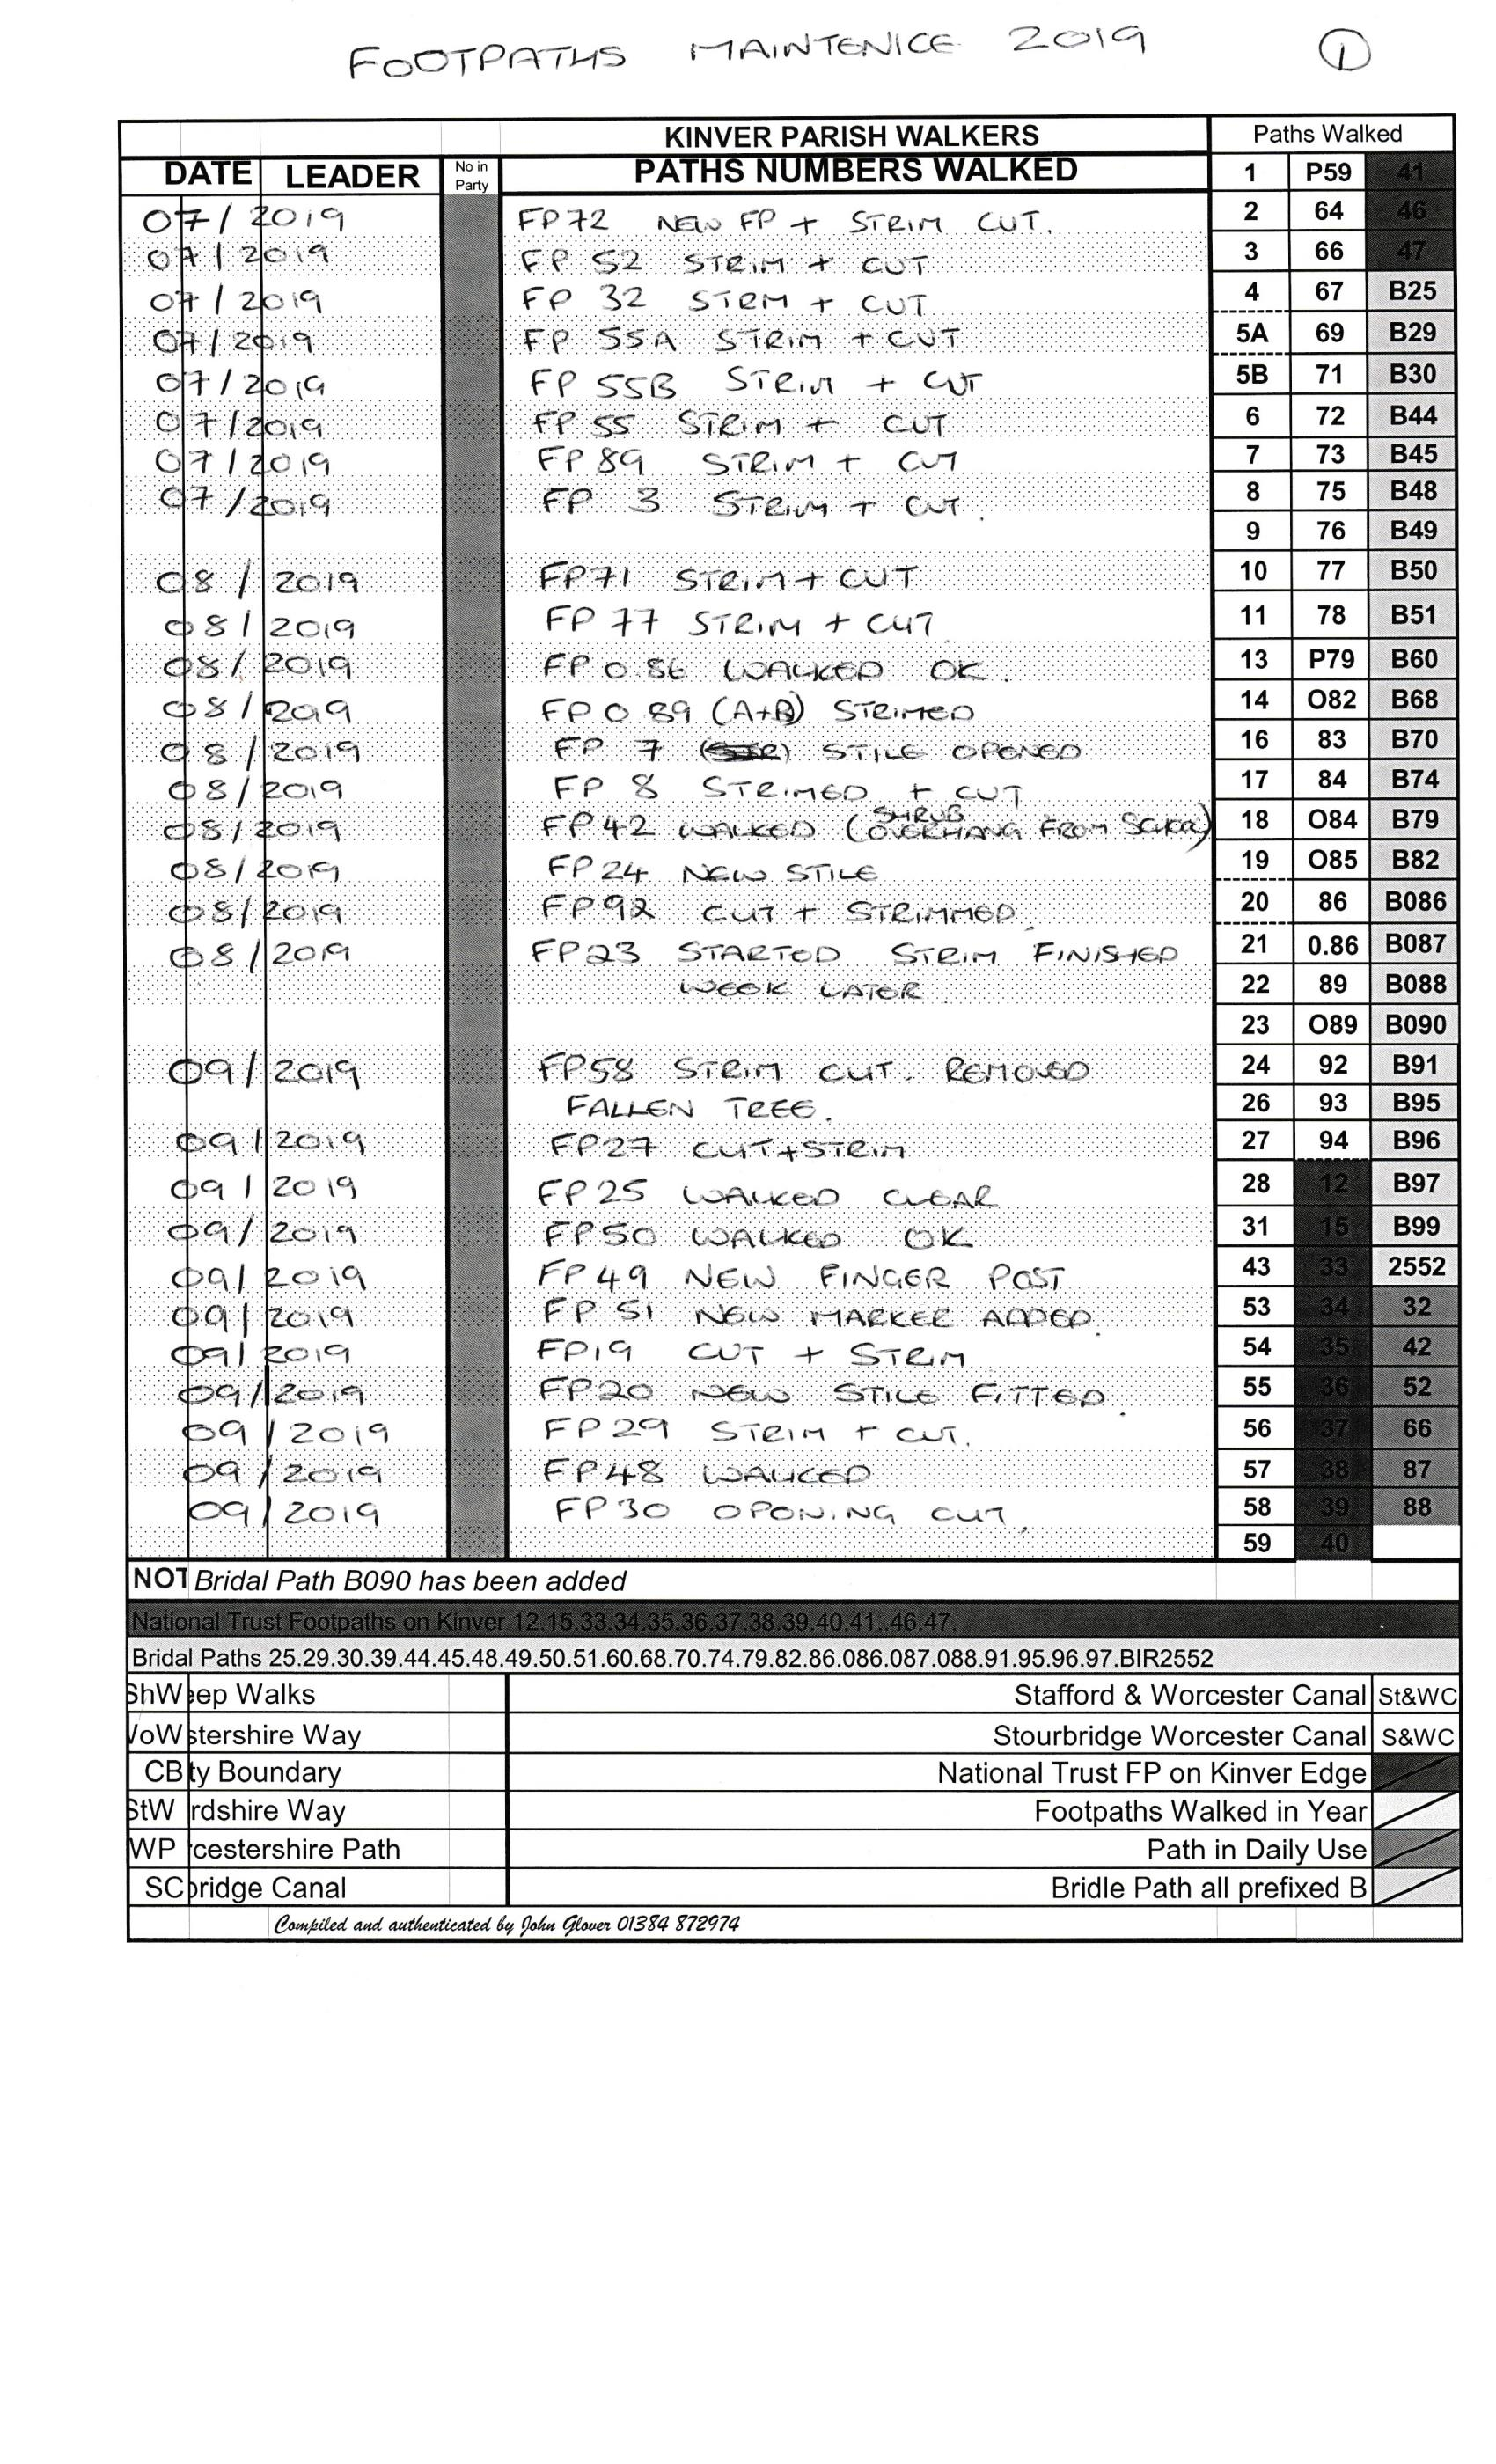 FOOTPATHS MAINTENICE 2019 1
KINVER PARISH WALKERS Paths Walked
DATE LEADER No in Party PATHS NUMBERS WALKED 1 P59 41
07/2019 FP72 NEW FP + STRIM CUT. 2 64 46
07/2019 FP 52 STRIM + CUT 3 66 47
07/2019 FP 32 STRM + CUT 4 67 B25
07/2019 FP 55A STRIM + CUT 5A 69 B29
07/2019 FP 55B STRIM + CUT 5B 71 B30
07/2019 FP 55 STRIM + CUT 6 72 B44
07/2019 FP 89 STRIM + CUT 7 73 B45
07/2019 FP 3 STRIM + CUT. 8 75 B48
9 76 B49
08/2019 FP71 STRIM + CUT 10 77 B50
08/2019 FP 77 STRIM + CUT 11 78 B51
08/2019 FP 0.86 WALKED OK. 13 P79 B60
08/2019 FP 0 89 (A+B) STRIMED 14 O82 B68
08/2019 FP 7 STILE OPENED 16 83 B70
08/2019 FP 8 STRIMED + CUT 17 84 B74
08/2019 FP42 WALKED (SHRUB OVERHANG FROM 18 O84 B79
08/2019 FP24 NEW STILE 19 O85 B82
08/2019 FP92 CUT + STRIMMED. 20 86 B086
08/2019 FP23 STARTED STRIM FINISHED 21 0.86 B087
WEEK LATER 22 89 B088
23 O89 B090
09/2019 FP58 STRIM CUT. REMOVED 24 92 B91
FALLEN TREE. 26 93 B95
09/2019 FP27 CUT+STRIM 27 94 B96
09/2019 FP25 WALKED CLEAR 28 12 B97
09/2019 FP50 WALKED OK 31 15 B99
09/2019 FP49 NEW FINGER POST 43 33 2552
09/2019 FP 51 NEW MARKER ADDED. 53 34 32
09/2019 FP19 CUT + STRIM 54 35 42
09/2019 FP20 NEW STILE FITTED. 55 36 52
09/2019 FP29 STRIM + CUT. 56 37 66
09/2019 FP48 WALKED 57 38 87
09/2019 FP30 OPONING CUT. 58 39 88
59 40
NOT Bridal Path B090 has been added
National Trust Footpaths on Kinver 12.15.33.34.35.36.37.38.39.40.41..46.47.
Bridal Paths 25.29.30.39.44.45.48.49.50.51.60.68.70.74.79.82.86.086.087.088.91.95.96.97.BIR2552
ShW eep Walks Stafford & Worcester Canal St&WC
WoW stershire Way Stourbridge Worcester Canal S&WC
CB ty Boundary National Trust FP on Kinver Edge
StW rdshire Way Footpaths Walked in Year
WP rcestershire Path Path in Daily Use
SC bridge Canal Bridle Path all prefixed B
Compiled and authenticated by John Glover 01384 872974